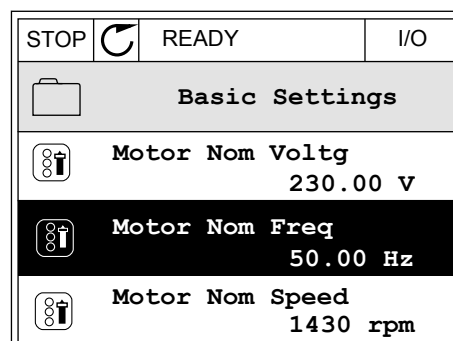 STOP READY I/O
Basic Settings
Motor Nom Voltg
230.00 V
Motor Nom Freq
50.00 Hz
Motor Nom Speed
1430 rpm